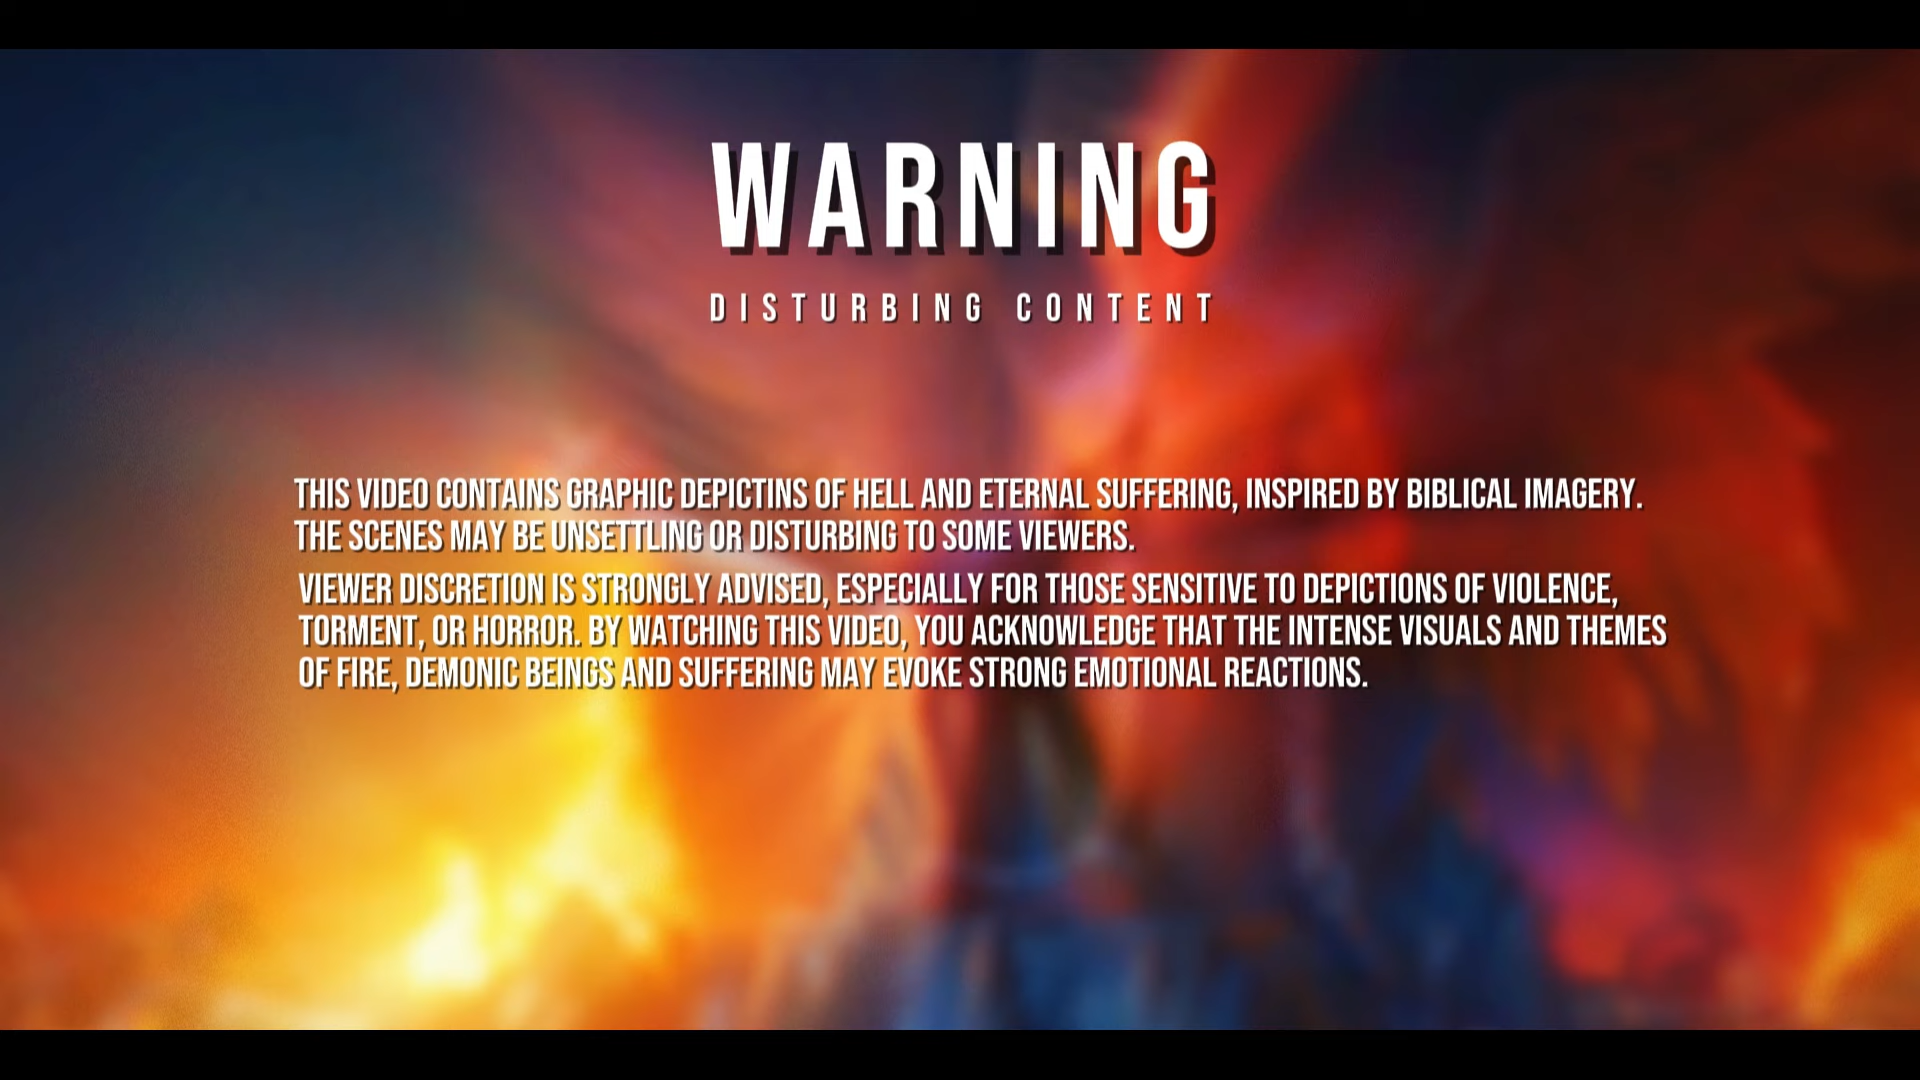 WARNING
DISTURBING CONTENT
THIS VIDEO CONTAINS GRAPHIC DEPICTINS OF HELL AND ETERNAL SUFFERING, INSPIRED BY BIBLICAL IMAGERY.
THE SCENES MAY BE UNSETTLING OR DISTURBING TO SOME VIEWERS.
VIEWER DISCRETION IS STRONGLY ADVISED, ESPECIALLY FOR THOSE SENSITIVE TO DEPICTIONS OF VIOLENCE,
TORMENT, OR HORROR. BY WATCHING THIS VIDEO, YOU ACKNOWLEDGE THAT THE INTENSE VISUALS AND THEMES
OF FIRE, DEMONIC BEINGS AND SUFFERING MAY EVOKE STRONG EMOTIONAL REACTIONS.